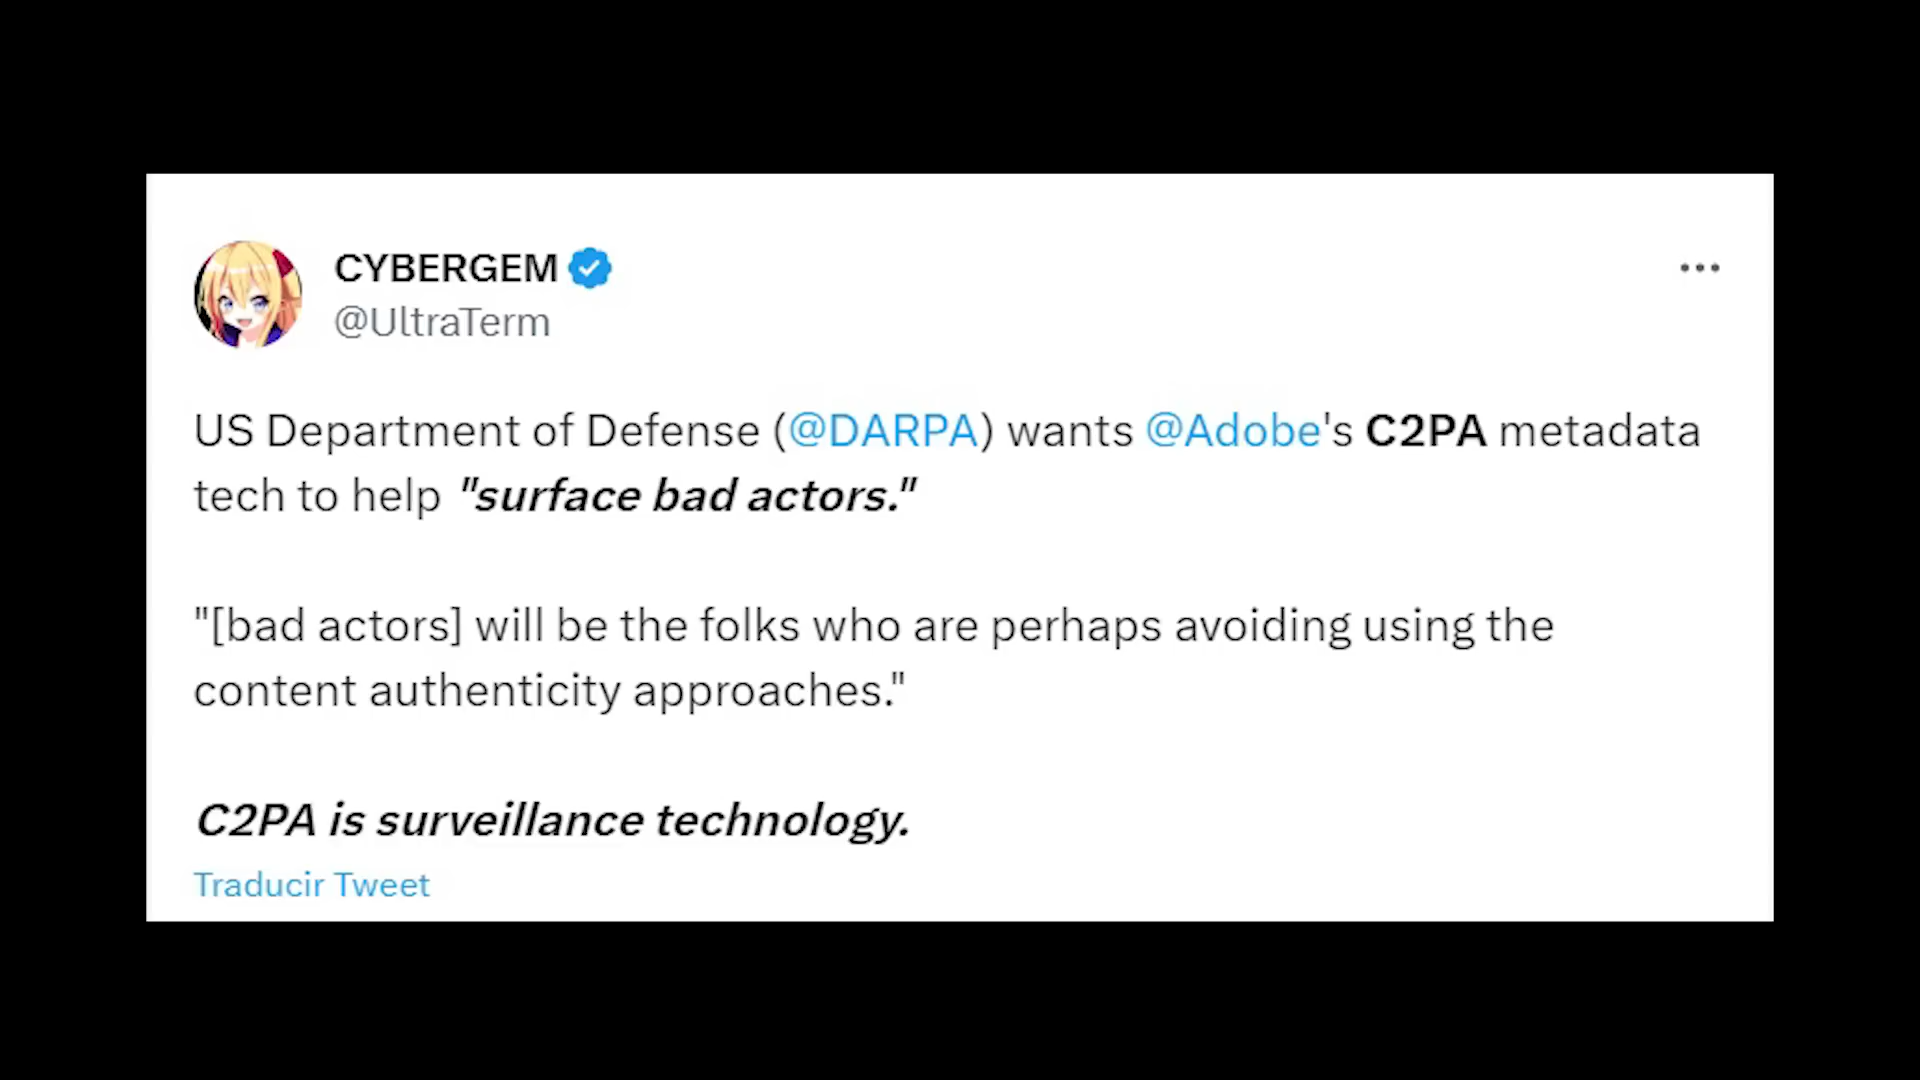 CYBERGEM
@UltraTerm
US Department of Defense (@DARPA) wants @Adobe's C2PA metadata
tech to help "surface bad actors."
"[bad actors] will be the folks who are perhaps avoiding using the
content authenticity approaches."
C2PA is surveillance technology.
Traducir Tweet